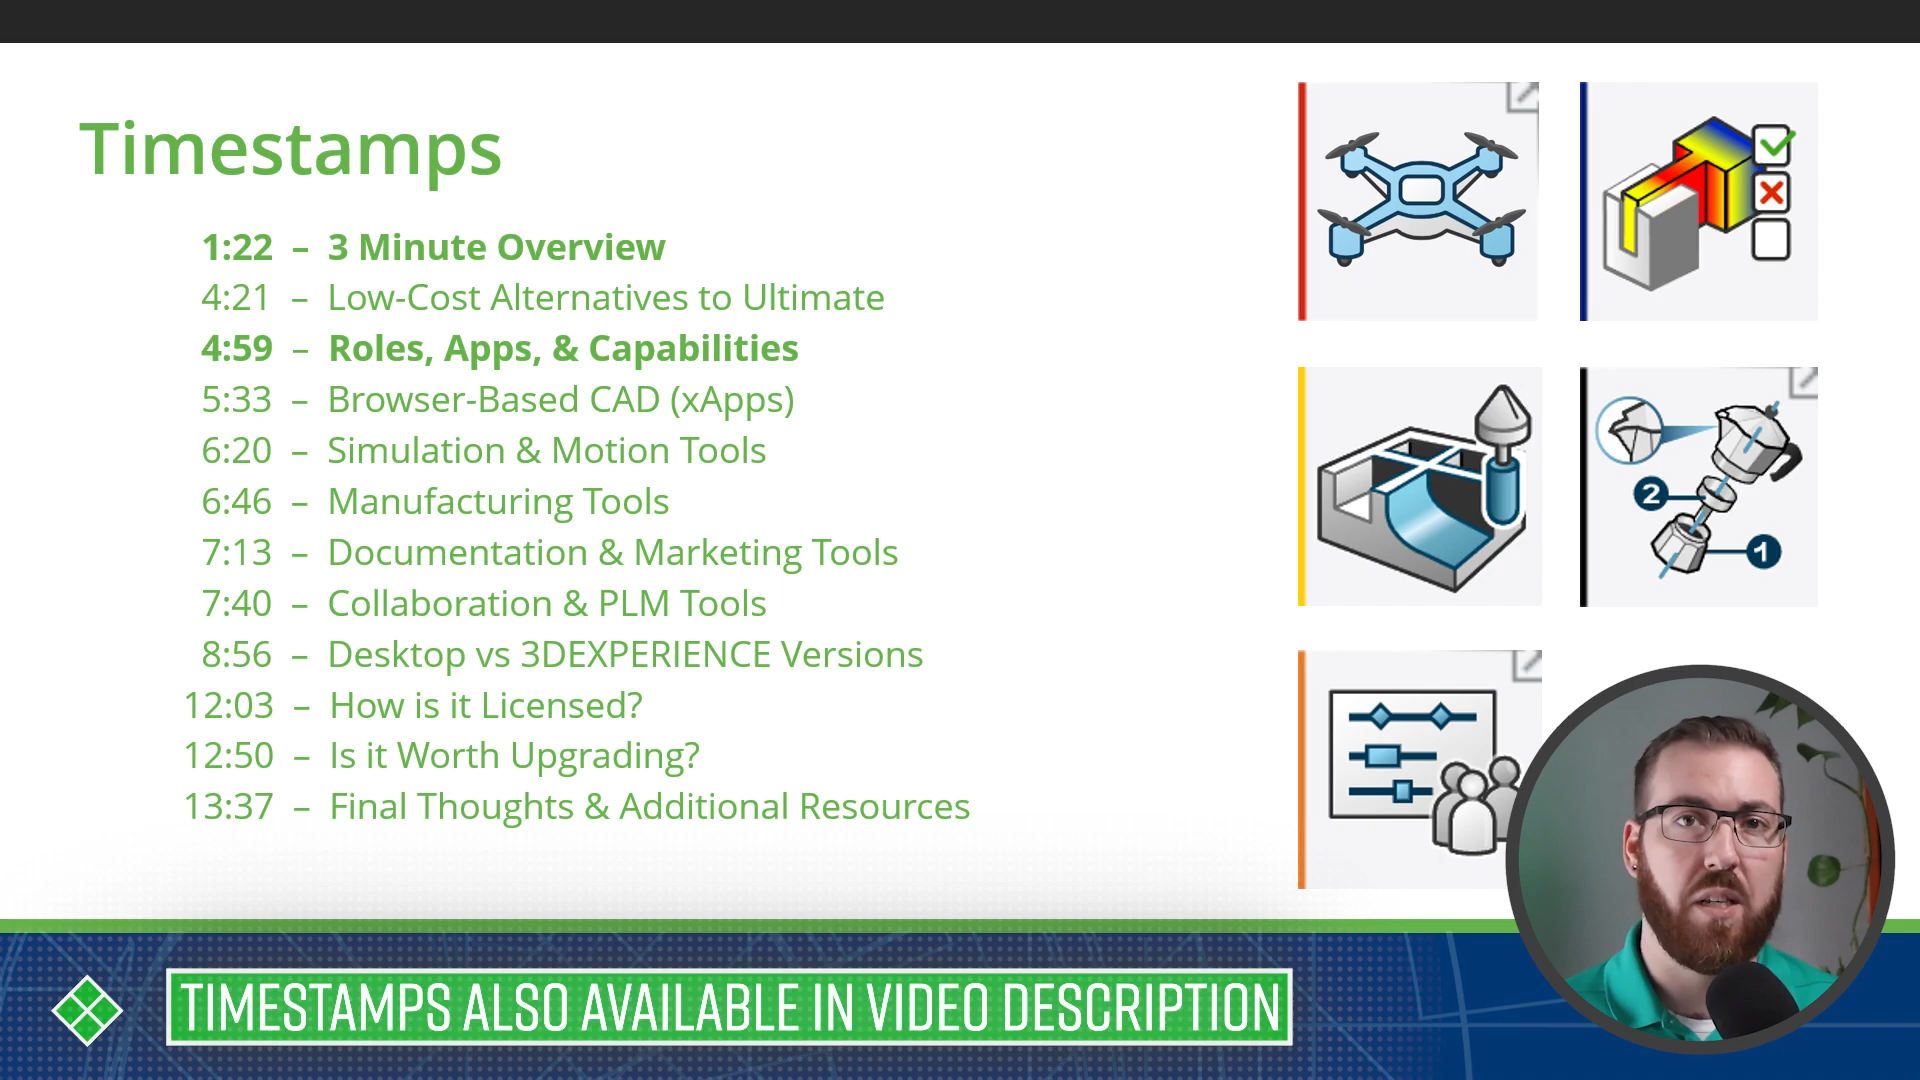 Timestamps
1:22 – 3 Minute Overview
4:21 – Low-Cost Alternatives to Ultimate
4:59 – Roles, Apps, & Capabilities
5:33 – Browser-Based CAD (xApps)
6:20 – Simulation & Motion Tools
6:46 – Manufacturing Tools
7:13 – Documentation & Marketing Tools
7:40 – Collaboration & PLM Tools
8:56 – Desktop vs 3DEXPERIENCE Versions
12:03 – How is it Licensed?
12:50 – Is it Worth Upgrading?
13:37 – Final Thoughts & Additional Resources
2
1
TIMESTAMPS ALSO AVAILABLE IN VIDEO DESCRIPTION